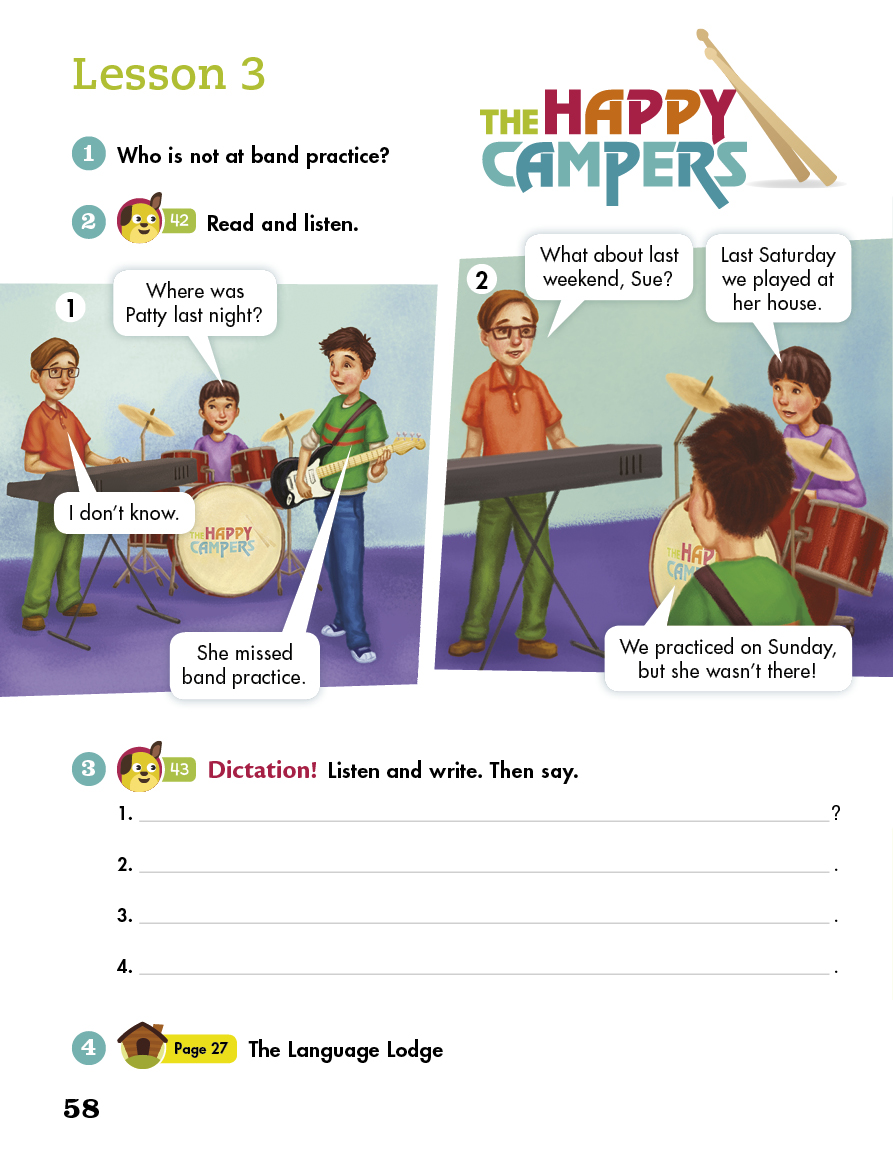 Lesson 3
THE HAPPY
CAMPERS
1 Who is not at band practice?
2 42 Read and listen.
1
Where was
Patty last night?
I don't know.
THE HAPPY
CAMPERS
She missed
band practice.
2
What about last
weekend, Sue?
Last Saturday
we played at
her house.
THE HAP
CAM
We practiced on Sunday,
but she wasn't there!
3 43 Dictation! Listen and write. Then say.
1. ?
2. .
3. .
4. .
4 Page 27 The Language Lodge
58